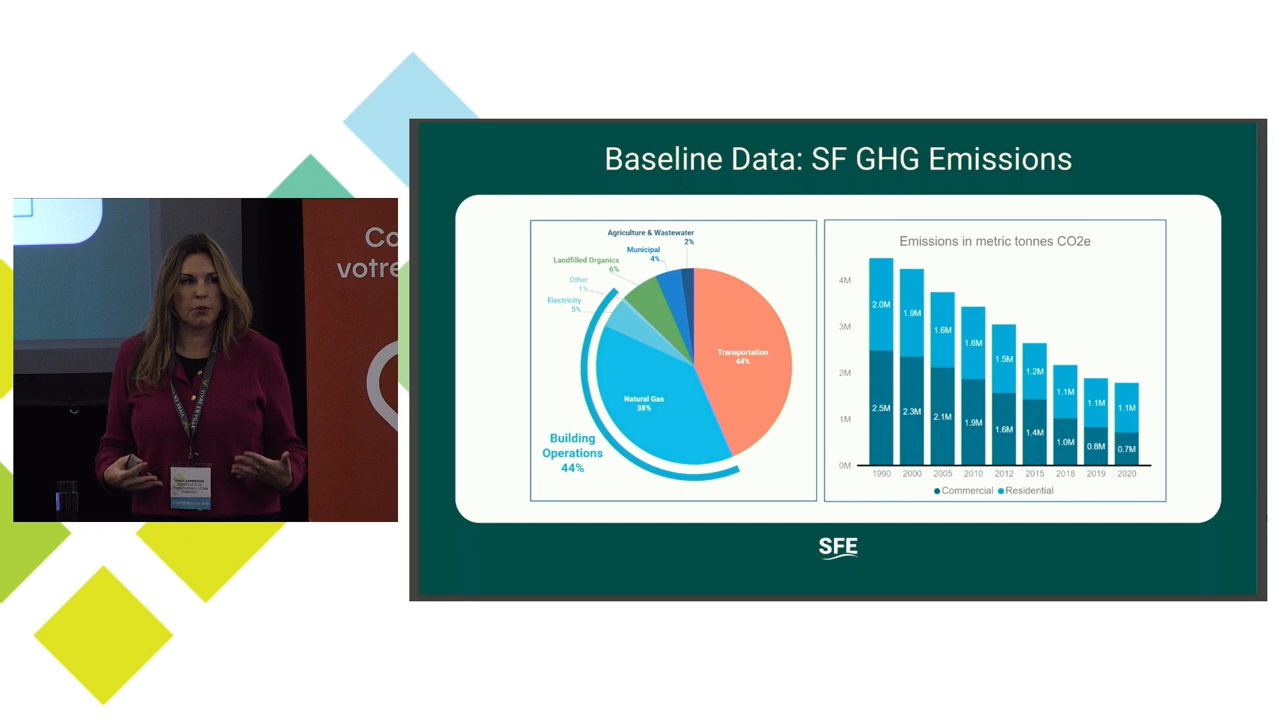 Co
votre
VIVRE EN VILLE
Baseline Data: SF GHG Emissions
Agriculture & Wastewater
2%
Municipal
4%
Landfilled Organics
6%
Other
1%
Electricity
5%
Transportation
44%
Natural Gas
38%
Building
Operations
44%
Emissions in metric tonnes CO2e
4M
3M
2M
1M
0M
2.0M
1.9M
1.6M
1.6M
1.5M
1.2M
1.1M
1.1M
1.1M
2.5M
2.3M
2.1M
1.9M
1.6M
1.4M
1.0M
0.8M
0.7M
1990 2000 2005 2010 2012 2015 2018 2019 2020
Commercial Residential
SFE